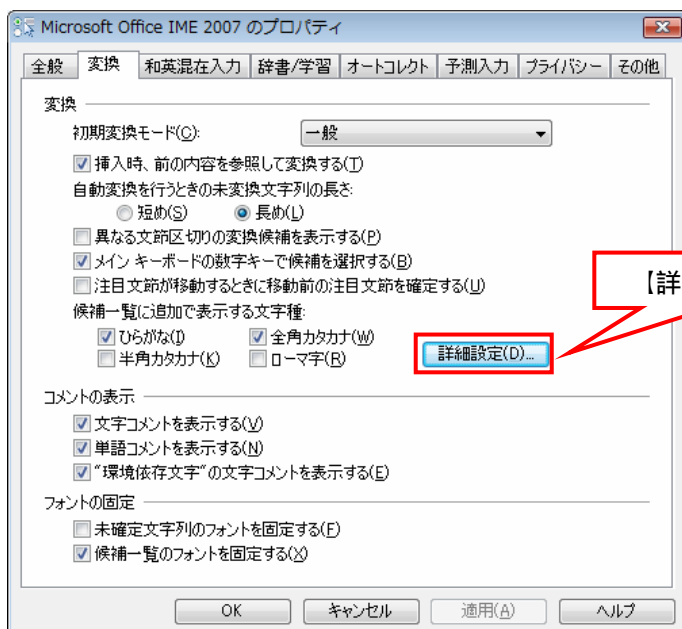 Microsoft Office IME 2007 のプロパティ
全般 変換 和英混在入力 辞書/学習 オートコレクト 予測入力 プライバシー その他
変換
初期変換モード(C): 一般
挿入時、前の内容を参照して変換する(T)
自動変換を行うときの未変換文字列の長さ:
短め(S) 長め(L)
異なる文節区切りの変換候補を表示する(P)
メイン キーボードの数字キーで候補を選択する(B)
注目文節が移動するときに移動前の注目文節を確定する(U)
【詳
候補一覧に追加で表示する文字種:
ひらがな(I) 全角カタカナ(W)
半角カタカナ(K) ローマ字(R) 詳細設定(D)...
コメントの表示
文字コメントを表示する(V)
単語コメントを表示する(N)
"環境依存文字"の文字コメントを表示する(E)
フォントの固定
未確定文字列のフォントを固定する(F)
候補一覧のフォントを固定する(X)
OK キャンセル 適用(A) ヘルプ